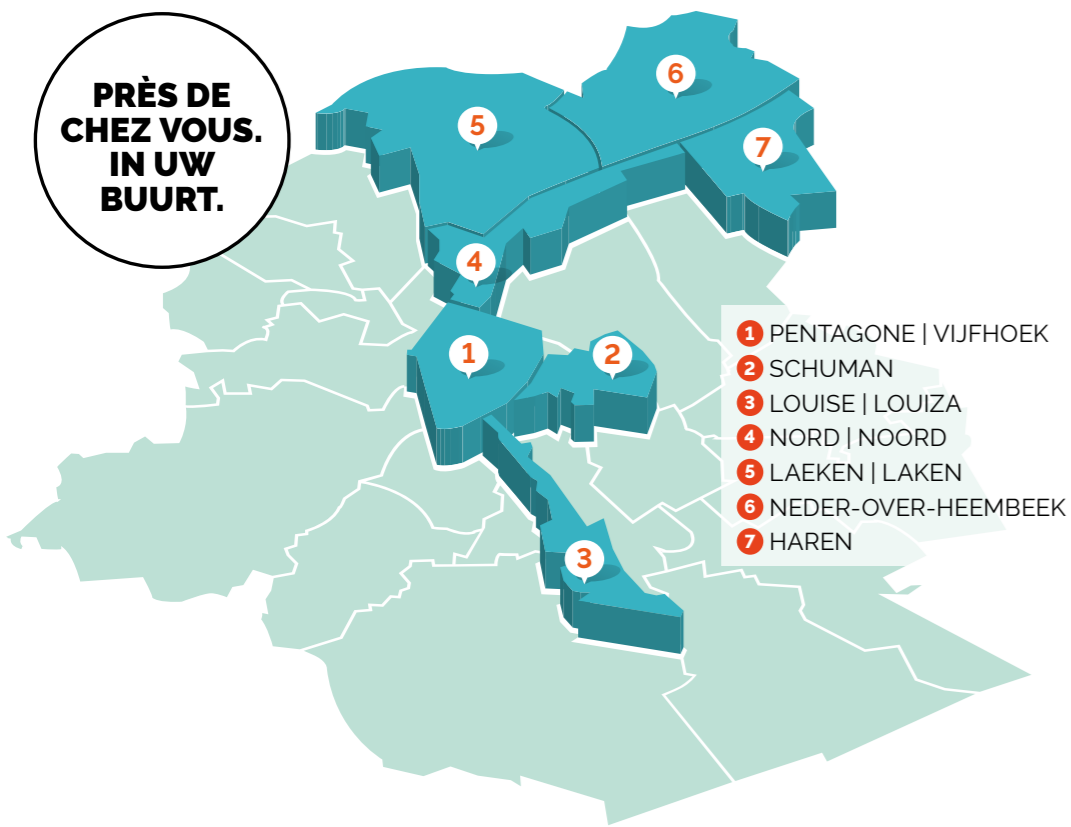 PRÈS DE
CHEZ VOUS.
IN UW
BUURT.
6
5
7
4
1
2
3
1 PENTAGONE | VIJFHOEK
2 SCHUMAN
3 LOUISE | LOUIZA
4 NORD | NOORD
5 LAEKEN | LAKEN
6 NEDER-OVER-HEEMBEEK
7 HAREN